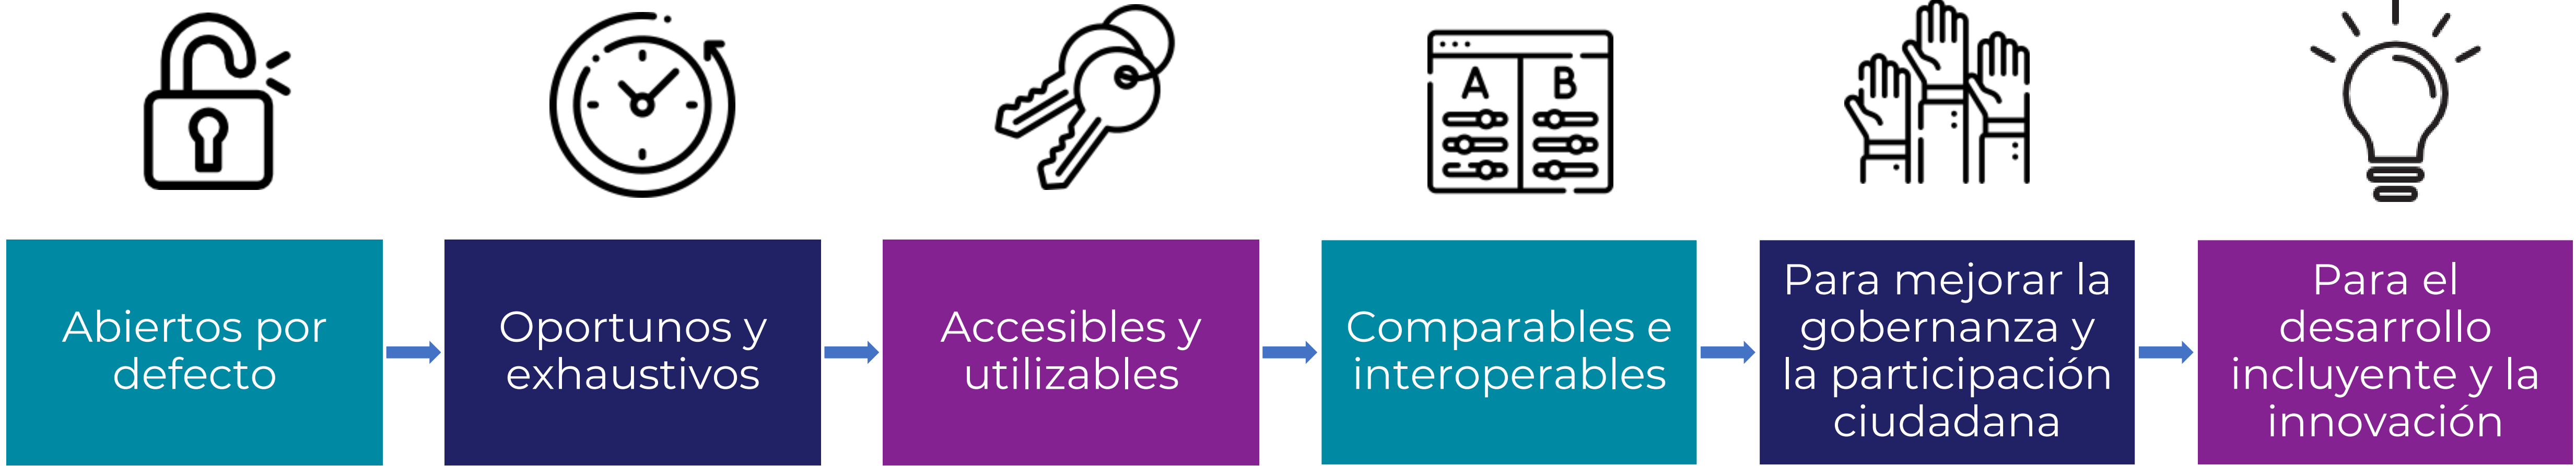 A B
Abiertos por
defecto
Oportunos y
exhaustivos
Accesibles y
utilizables
Comparables e
interoperables
Para mejorar la
gobernanza y
la participación
ciudadana
Para el
desarrollo
incluyente y la
innovación